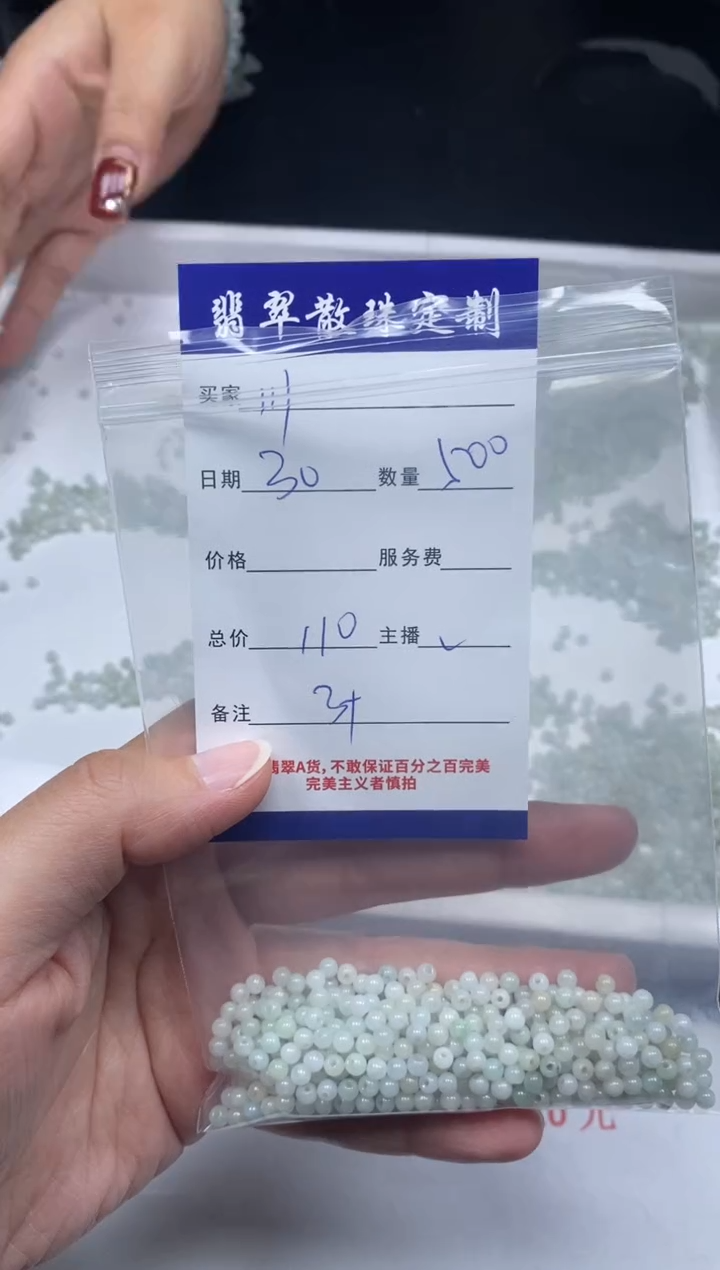 翡翠散珠定制
买家
日期 30 数量 500
价格 服务费
总价 110 主播
备注
翡翠A货,不敢保证百分之百完美
完美主义者慎拍
0元